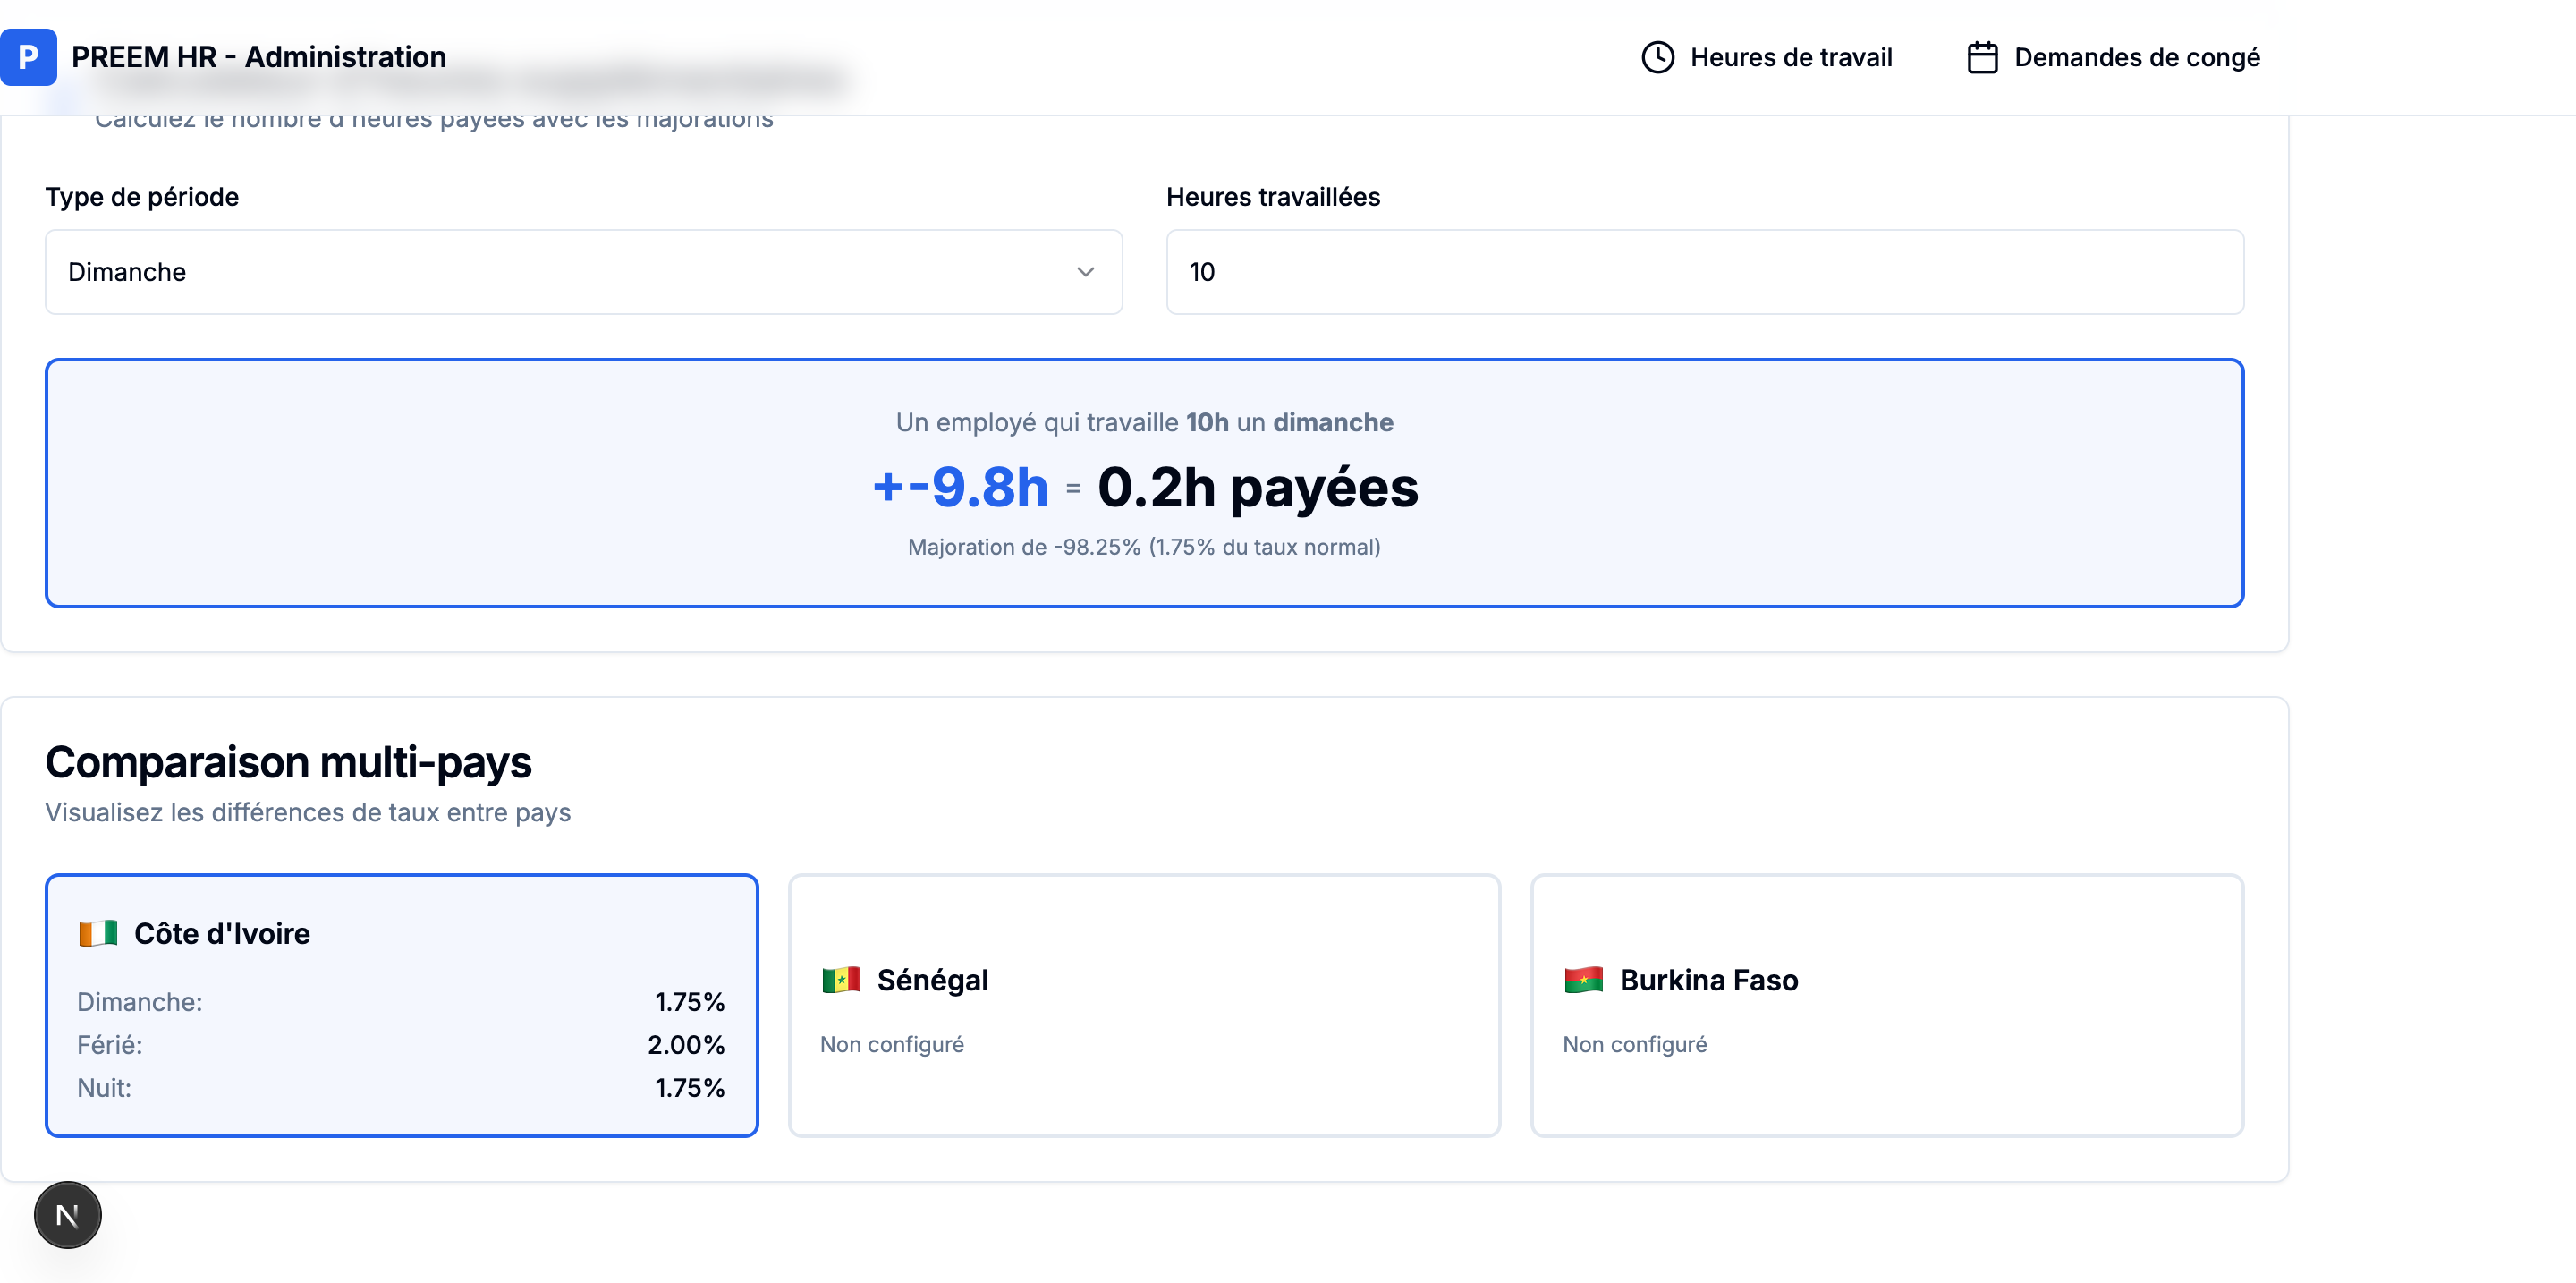 P PREEM HR - Administration
Heures de travail
Demandes de congé
Calculez le nombre d'heures payées avec les majorations
Type de période
Heures travaillées
Dimanche
10
Un employé qui travaille 10h un dimanche
+-9.8h = 0.2h payées
Majoration de -98.25% (1.75% du taux normal)
Comparaison multi-pays
Visualisez les différences de taux entre pays
Côte d'Ivoire
Dimanche: 1.75%
Férié: 2.00%
Nuit: 1.75%
Sénégal
Non configuré
Burkina Faso
Non configuré
N